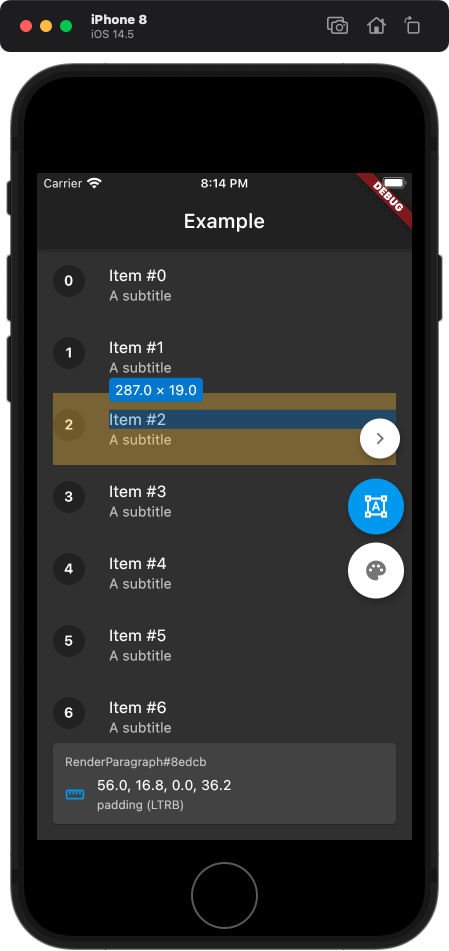 iPhone 8
iOS 14.5
Carrier 8:14 PM
DEBUG
Example
0 Item #0
A subtitle
1 Item #1
A subtitle
287.0 × 19.0
2 Item #2
A subtitle
3 Item #3
A subtitle
A
4 Item #4
A subtitle
5 Item #5
A subtitle
6 Item #6
A subtitle
RenderParagraph#8edcb
56.0, 16.8, 0.0, 36.2
padding (LTRB)